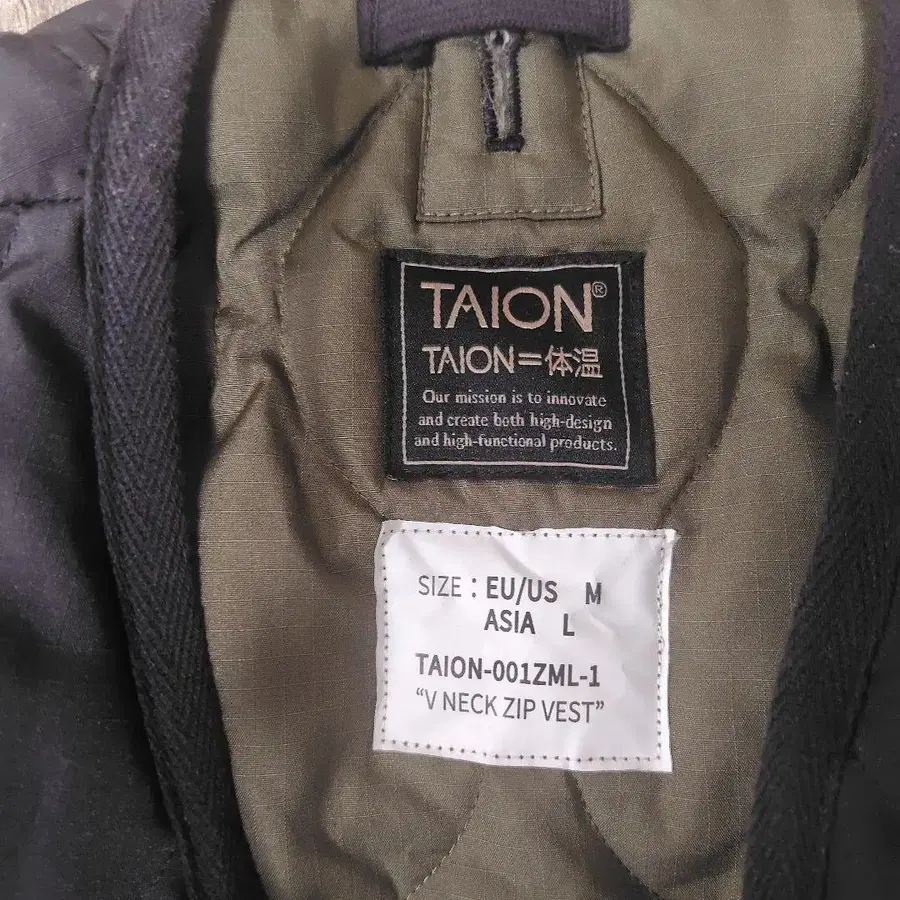 TAION®
TAION=体温
Our mission is to innovate
and create both high-design
and high-functional products.
SIZE : EU/US M
ASIA L
TAION-001ZML-1
“V NECK ZIP VEST”